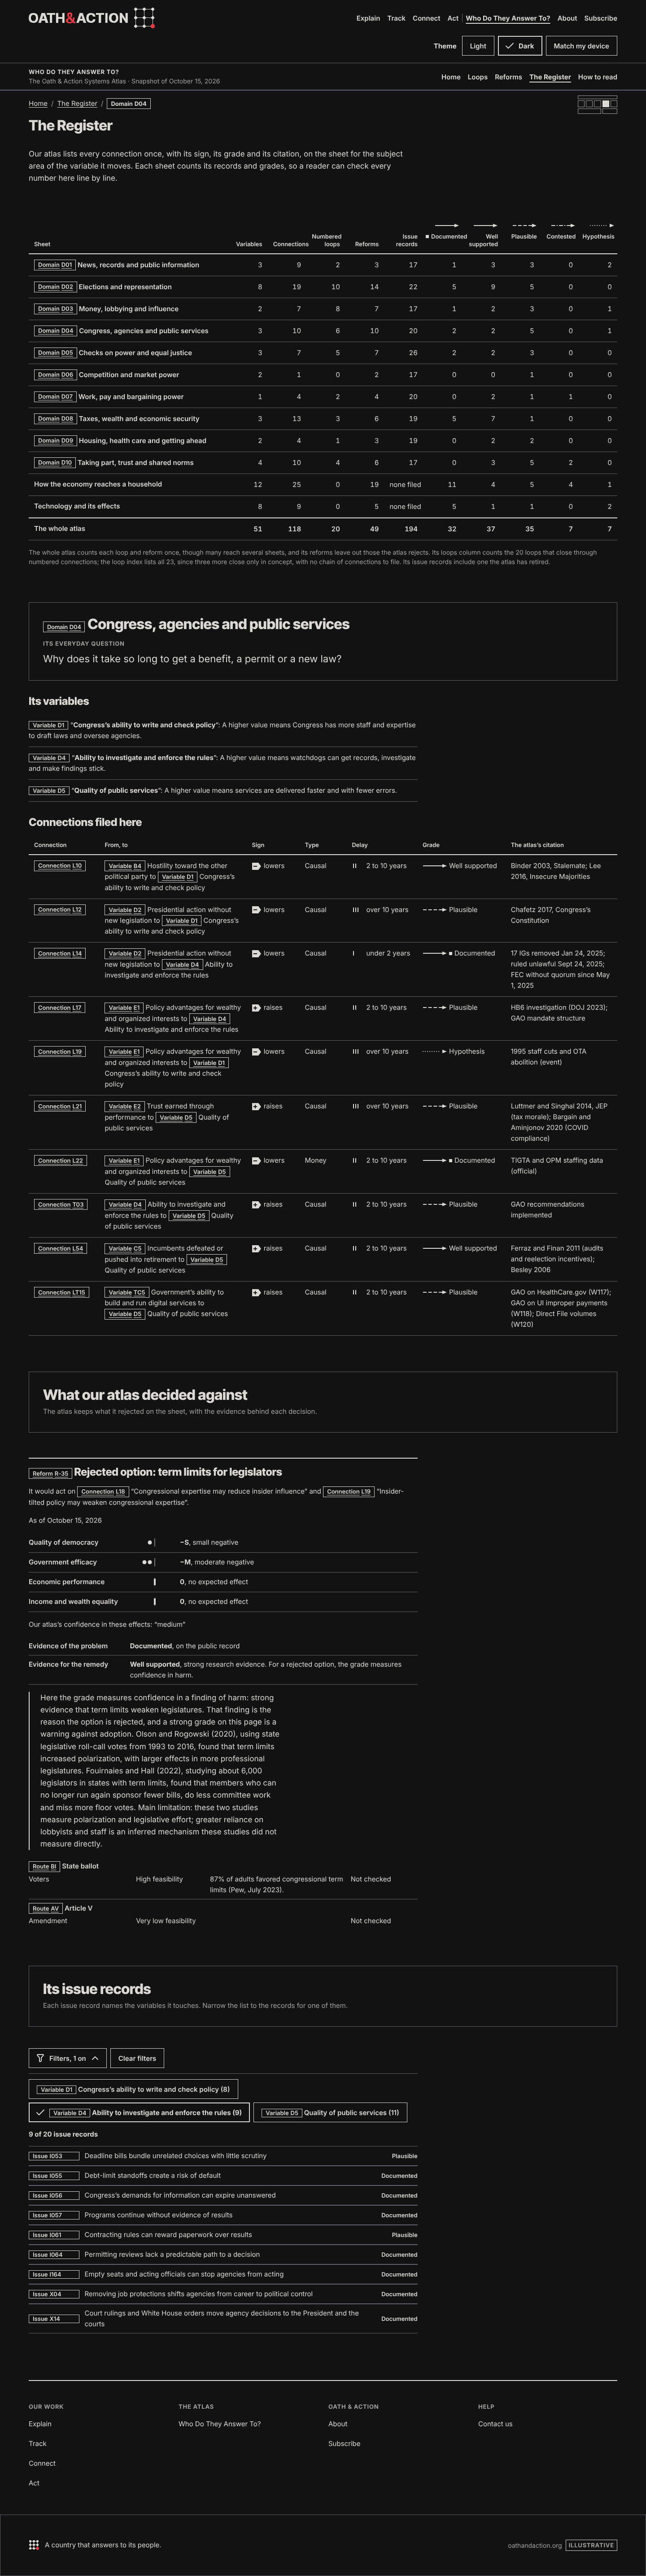 OATH&ACTION
Explain Track Connect Act Who Do They Answer To? About Subscribe
Theme Light Dark Match my device
WHO DO THEY ANSWER TO?
The Oath & Action Systems Atlas · Snapshot of October 15, 2026
Home Loops Reforms The Register How to read
Home / The Register / Domain D04
The Register
Our atlas lists every connection once, with its sign, its grade and its citation, on the sheet for the subject
area of the variable it moves. Each sheet counts its records and grades, so a reader can check every
number here line by line.
Sheet Variables Connections Numbered loops Reforms Issue records Documented Well supported Plausible Contested Hypothesis
Domain D01 News, records and public information 3 9 2 3 17 1 3 3 0 2
Domain D02 Elections and representation 8 19 10 14 22 5 9 5 0 0
Domain D03 Money, lobbying and influence 2 7 8 7 17 1 2 3 0 1
Domain D04 Congress, agencies and public services 3 10 6 10 20 2 2 5 0 1
Domain D05 Checks on power and equal justice 3 7 5 7 26 2 2 3 0 0
Domain D06 Competition and market power 2 1 0 2 17 0 0 1 0 0
Domain D07 Work, pay and bargaining power 1 4 2 4 20 0 2 1 1 0
Domain D08 Taxes, wealth and economic security 3 13 3 6 19 5 7 1 0 0
Domain D09 Housing, health care and getting ahead 2 4 1 3 19 0 2 2 0 0
Domain D10 Taking part, trust and shared norms 4 10 4 6 17 0 3 5 2 0
How the economy reaches a household 12 25 0 19 none filed 11 4 5 4 1
Technology and its effects 8 9 0 5 none filed 5 1 1 0 2
The whole atlas 51 118 20 49 194 32 37 35 7 7
The whole atlas counts each loop and reform once, though many reach several sheets, and its reforms leave out those the atlas rejects. Its loops column counts the 20 loops that close through
numbered connections; the loop index lists all 23, since three more close only in concept, with no chain of connections to file. Its issue records include one the atlas has retired.
Domain D04 Congress, agencies and public services
ITS EVERYDAY QUESTION
Why does it take so long to get a benefit, a permit or a new law?
Its variables
Variable D1 “Congress’s ability to write and check policy”: A higher value means Congress has more staff and expertise
to draft laws and oversee agencies.
Variable D4 “Ability to investigate and enforce the rules”: A higher value means watchdogs can get records, investigate
and make findings stick.
Variable D5 “Quality of public services”: A higher value means services are delivered faster and with fewer errors.
Connections filed here
Connection From, to Sign Type Delay Grade The atlas’s citation
Connection L10 Variable B4 Hostility toward the other political party to Variable D1 Congress’s ability to write and check policy lowers Causal 2 to 10 years Well supported Binder 2003, Stalemate; Lee 2016, Insecure Majorities
Connection L12 Variable D2 Presidential action without new legislation to Variable D1 Congress’s ability to write and check policy lowers Causal over 10 years Plausible Chafetz 2017, Congress’s Constitution
Connection L14 Variable D2 Presidential action without new legislation to Variable D4 Ability to investigate and enforce the rules lowers Causal under 2 years Documented 17 IGs removed Jan 24, 2025; ruled unlawful Sept 24, 2025; FEC without quorum since May 1, 2025
Connection L17 Variable E1 Policy advantages for wealthy and organized interests to Variable D4 Ability to investigate and enforce the rules raises Causal 2 to 10 years Plausible HB6 investigation (DOJ 2023); GAO mandate structure
Connection L19 Variable E1 Policy advantages for wealthy and organized interests to Variable D1 Congress’s ability to write and check policy lowers Causal over 10 years Hypothesis 1995 staff cuts and OTA abolition (event)
Connection L21 Variable E2 Trust earned through performance to Variable D5 Quality of public services raises Causal over 10 years Plausible Luttmer and Singhal 2014, JEP (tax morale); Bargain and Aminjonov 2020 (COVID compliance)
Connection L22 Variable E1 Policy advantages for wealthy and organized interests to Variable D5 Quality of public services lowers Money 2 to 10 years Documented TIGTA and OPM staffing data (official)
Connection T03 Variable D4 Ability to investigate and enforce the rules to Variable D5 Quality of public services raises Causal 2 to 10 years Plausible GAO recommendations implemented
Connection L54 Variable C5 Incumbents defeated or pushed into retirement to Variable D5 Quality of public services raises Causal 2 to 10 years Well supported Ferraz and Finan 2011 (audits and reelection incentives); Besley 2006
Connection LT15 Variable TC5 Government’s ability to build and run digital services to Variable D5 Quality of public services raises Causal 2 to 10 years Plausible GAO on HealthCare.gov (W117); GAO on UI improper payments (W118); Direct File volumes (W120)
What our atlas decided against
The atlas keeps what it rejected on the sheet, with the evidence behind each decision.
Reform R-35 Rejected option: term limits for legislators
It would act on Connection L18 “Congressional expertise may reduce insider influence” and Connection L19 “Insider-
tilted policy may weaken congressional expertise”.
As of October 15, 2026
Quality of democracy −S, small negative
Government efficacy −M, moderate negative
Economic performance 0, no expected effect
Income and wealth equality 0, no expected effect
Our atlas’s confidence in these effects: “medium”
Evidence of the problem Documented, on the public record
Evidence for the remedy Well supported, strong research evidence. For a rejected option, the grade measures
confidence in harm.
Here the grade measures confidence in a finding of harm: strong
evidence that term limits weaken legislatures. That finding is the
reason the option is rejected, and a strong grade on this page is a
warning against adoption. Olson and Rogowski (2020), using state
legislative roll-call votes from 1993 to 2016, found that term limits
increased polarization, with larger effects in more professional
legislatures. Fouirnaies and Hall (2022), studying about 6,000
legislators in states with term limits, found that members who can
no longer run again sponsor fewer bills, do less committee work
and miss more floor votes. Main limitation: these two studies
measure polarization and legislative effort; greater reliance on
lobbyists and staff is an inferred mechanism these studies did not
measure directly.
Route BI State ballot
Voters High feasibility 87% of adults favored congressional term limits (Pew, July 2023). Not checked
Route AV Article V
Amendment Very low feasibility Not checked
Its issue records
Each issue record names the variables it touches. Narrow the list to the records for one of them.
Filters, 1 on Clear filters
Variable D1 Congress’s ability to write and check policy (8)
Variable D4 Ability to investigate and enforce the rules (9) Variable D5 Quality of public services (11)
9 of 20 issue records
Issue I053 Deadline bills bundle unrelated choices with little scrutiny Plausible
Issue I055 Debt-limit standoffs create a risk of default Documented
Issue I056 Congress’s demands for information can expire unanswered Documented
Issue I057 Programs continue without evidence of results Documented
Issue I061 Contracting rules can reward paperwork over results Plausible
Issue I064 Permitting reviews lack a predictable path to a decision Documented
Issue I164 Empty seats and acting officials can stop agencies from acting Documented
Issue X04 Removing job protections shifts agencies from career to political control Documented
Issue X14 Court rulings and White House orders move agency decisions to the President and the courts Documented
OUR WORK THE ATLAS OATH & ACTION HELP
Explain Who Do They Answer To? About Contact us
Track Subscribe
Connect
Act
A country that answers to its people.
oathandaction.org ILLUSTRATIVE